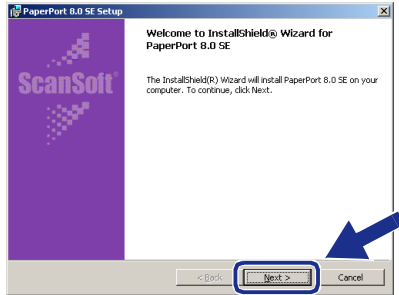 PaperPort 8.0 SE Setup
Welcome to InstallShield® Wizard for
PaperPort 8.0 SE
ScanSoft®
The InstallShield(R) Wizard will install PaperPort 8.0 SE on your
computer. To continue, click Next.
< Back
Next >
Cancel